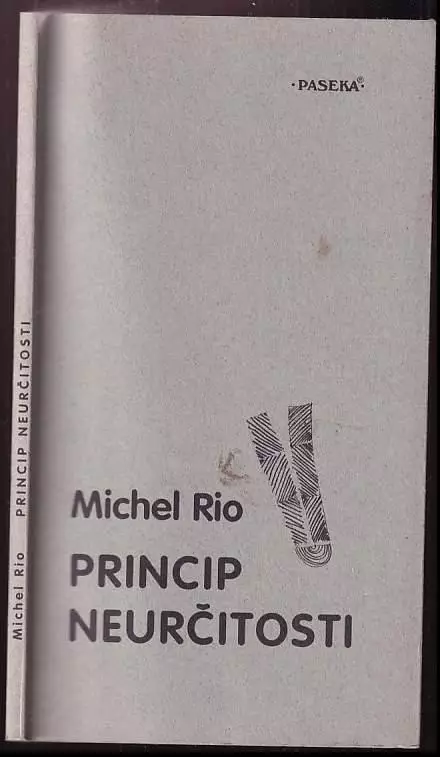 ·PASEKA®·
Michel Rio
PRINCIP
NEURČITOSTI
Michel Rio PRINCIP NEURČITOSTI